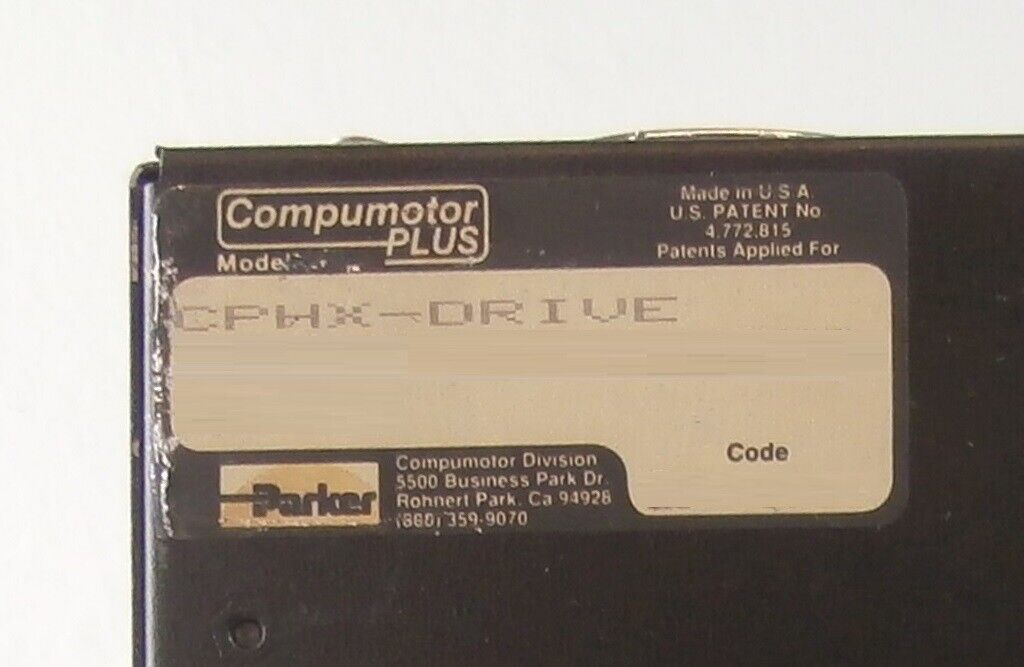 Compumotor
PLUS
Model
Made in U.S.A.
U.S. PATENT No.
4,772,815
Patents Applied For
CPHX-DRIVE
Code
Parker
Compumotor Division
5500 Business Park Dr.
Rohnert Park, Ca 94928
(800) 359-9070